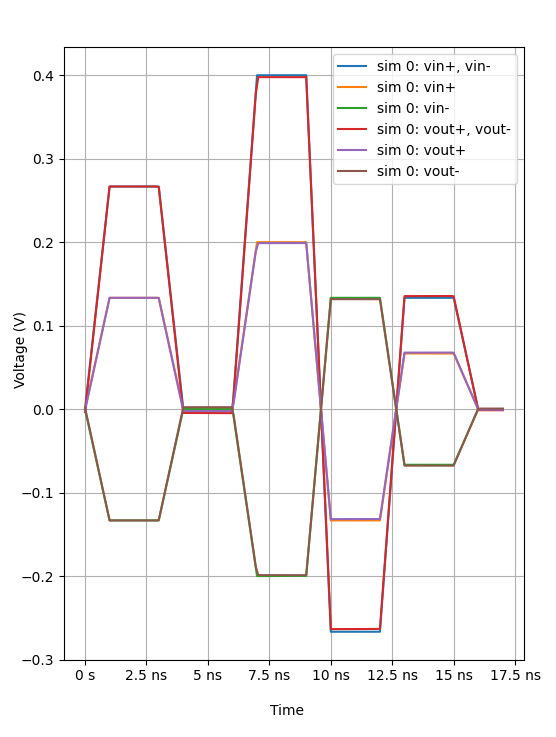 sim 0: vin+, vin-
sim 0: vin+
sim 0: vin-
sim 0: vout+, vout-
sim 0: vout+
sim 0: vout-
Voltage (V)
0.4
0.3
0.2
0.1
0.0
−0.1
−0.2
−0.3
0 s 2.5 ns 5 ns 7.5 ns 10 ns 12.5 ns 15 ns 17.5 ns
Time